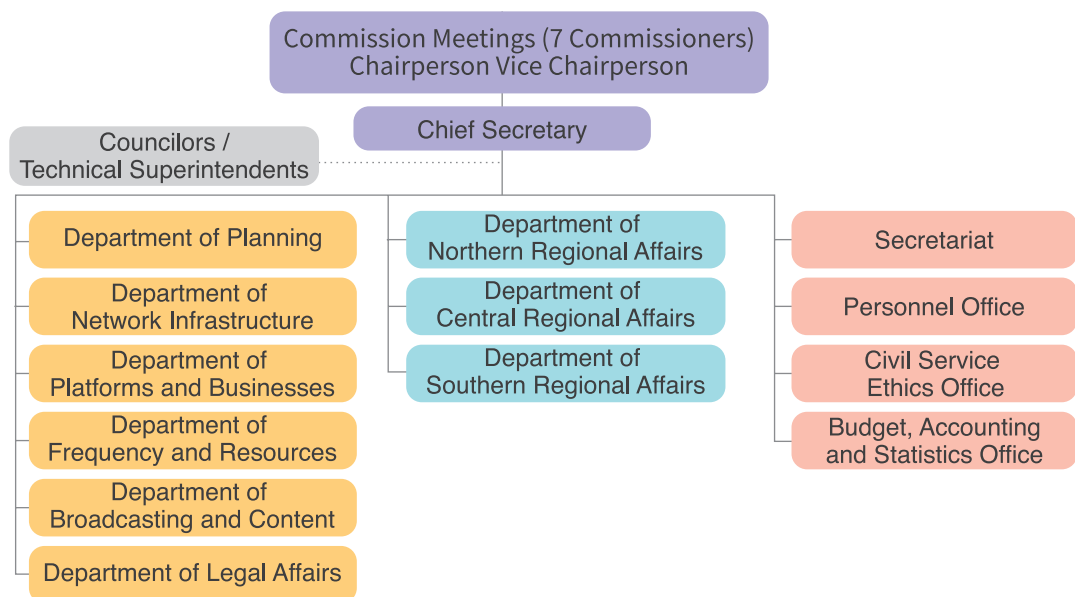 Commission Meetings (7 Commissioners)
Chairperson Vice Chairperson
Chief Secretary
Councilors /
Technical Superintendents
Department of Planning
Department of
Network Infrastructure
Department of
Platforms and Businesses
Department of
Frequency and Resources
Department of
Broadcasting and Content
Department of Legal Affairs
Department of
Northern Regional Affairs
Department of
Central Regional Affairs
Department of
Southern Regional Affairs
Secretariat
Personnel Office
Civil Service
Ethics Office
Budget, Accounting
and Statistics Office